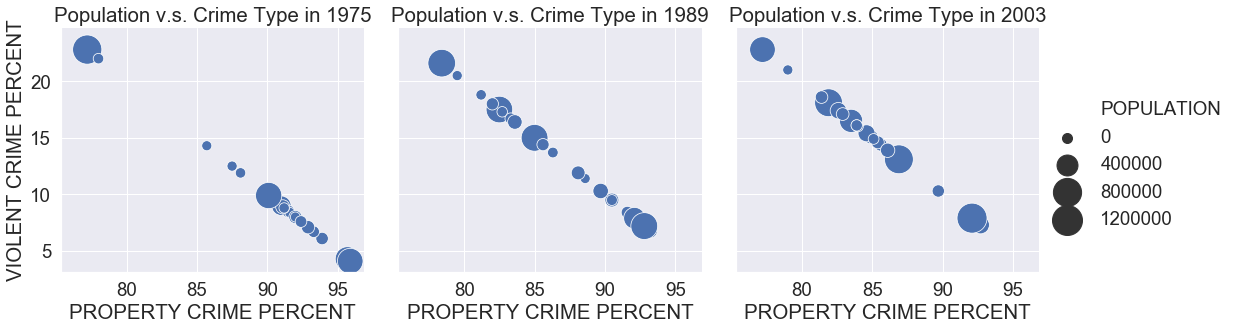 Population v.s. Crime Type in 1975
Population v.s. Crime Type in 1989
Population v.s. Crime Type in 2003
VIOLENT CRIME PERCENT
20
15
10
5
80 85 90 95
80 85 90 95
80 85 90 95
PROPERTY CRIME PERCENT
PROPERTY CRIME PERCENT
PROPERTY CRIME PERCENT
POPULATION
0
400000
800000
1200000